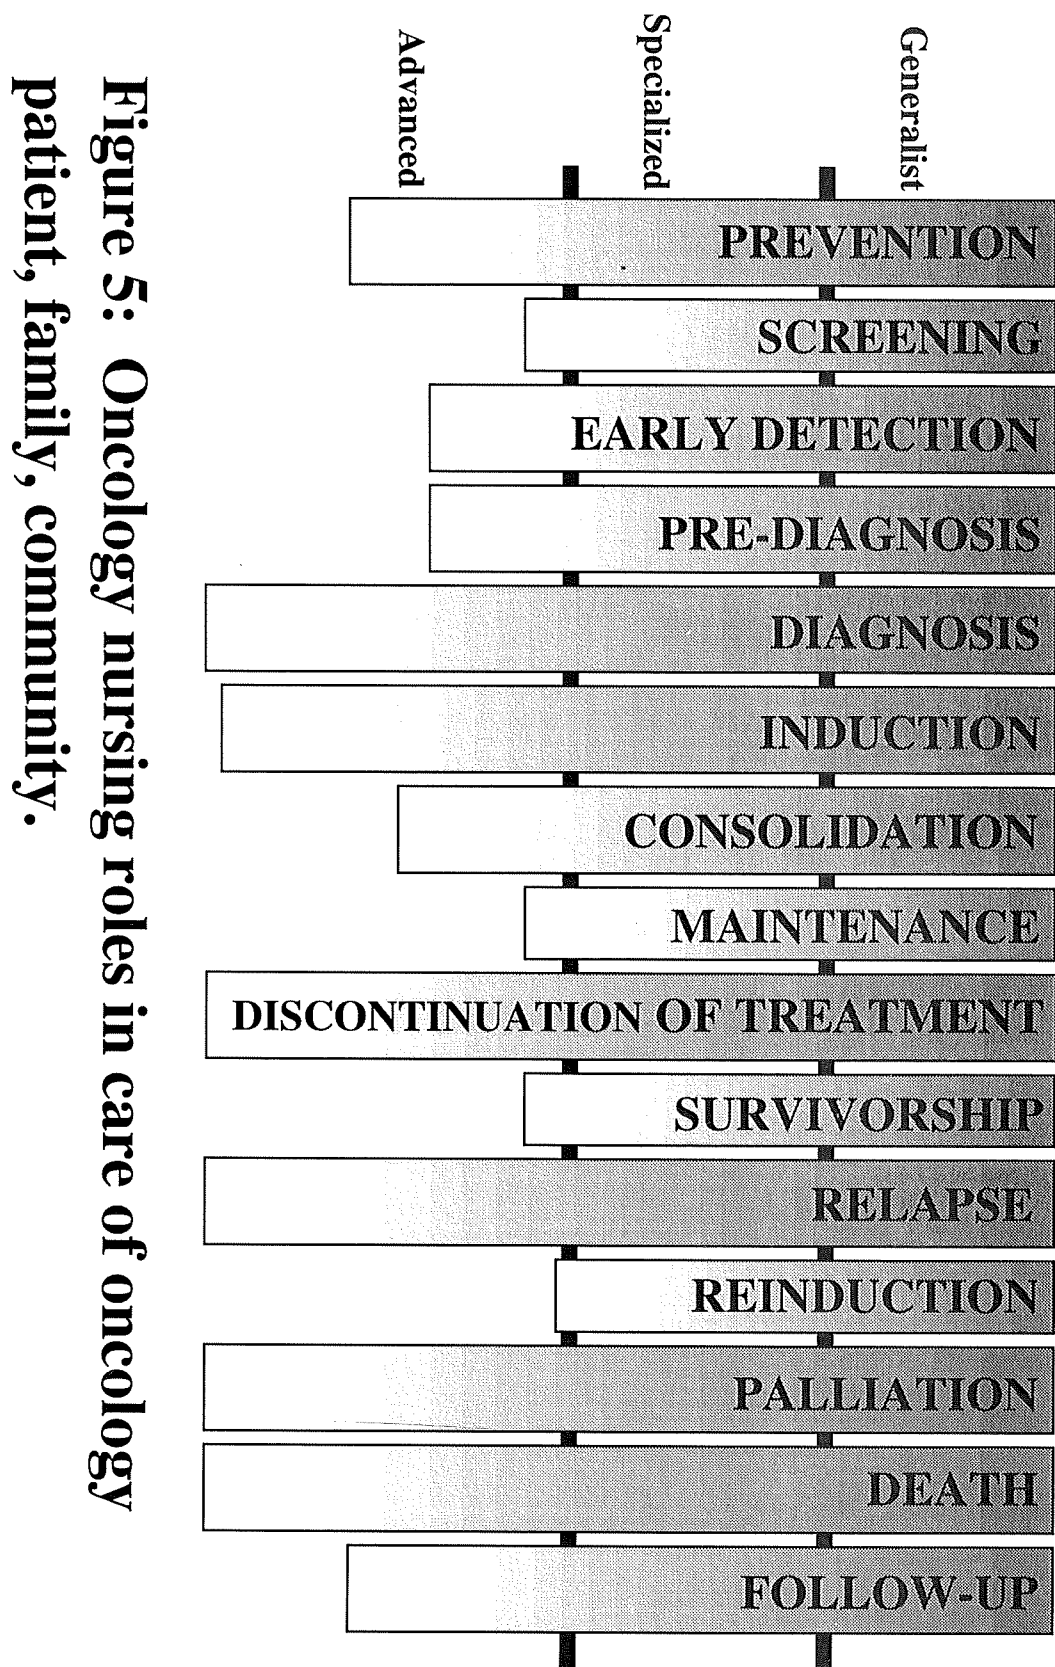 Generalist
Specialized
Advanced
PREVENTION
SCREENING
EARLY DETECTION
PRE-DIAGNOSIS
DIAGNOSIS
INDUCTION
CONSOLIDATION
MAINTENANCE
DISCONTINUATION OF TREATMENT
SURVIVORSHIP
RELAPSE
REINDUCTION
PALLIATION
DEATH
FOLLOW-UP
Figure 5: Oncology nursing roles in care of oncology
patient, family, community.